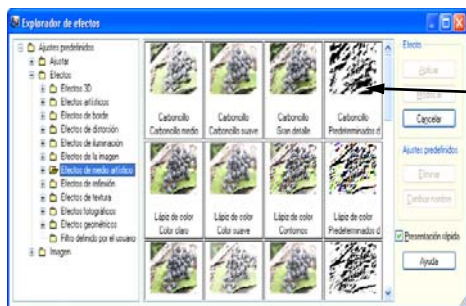 Explorador de efectos
Ajustes predefinidos
Ajustar
Efectos
Efectos 3D
Efectos artísticos
Efectos de borde
Efectos de distorsión
Efectos de iluminación
Efectos de la imagen
Efectos de medio artístico
Efectos de reflexión
Efectos de textura
Efectos fotográficos
Efectos geométricos
Filtro definido por el usuario
Imagen
Carboncillo
Carboncillo medio
Carboncillo
Carboncillo suave
Carboncillo
Gran detalle
Carboncillo
Predeterminados d
Lápiz de color
Color claro
Lápiz de color
Color suave
Lápiz de color
Contornos
Lápiz de color
Predeterminados d
Efecto
Aplicar
Modificar
Cancelar
Ajustes predefinidos
Eliminar
Cambiar nombre
Presentación rápida
Ayuda